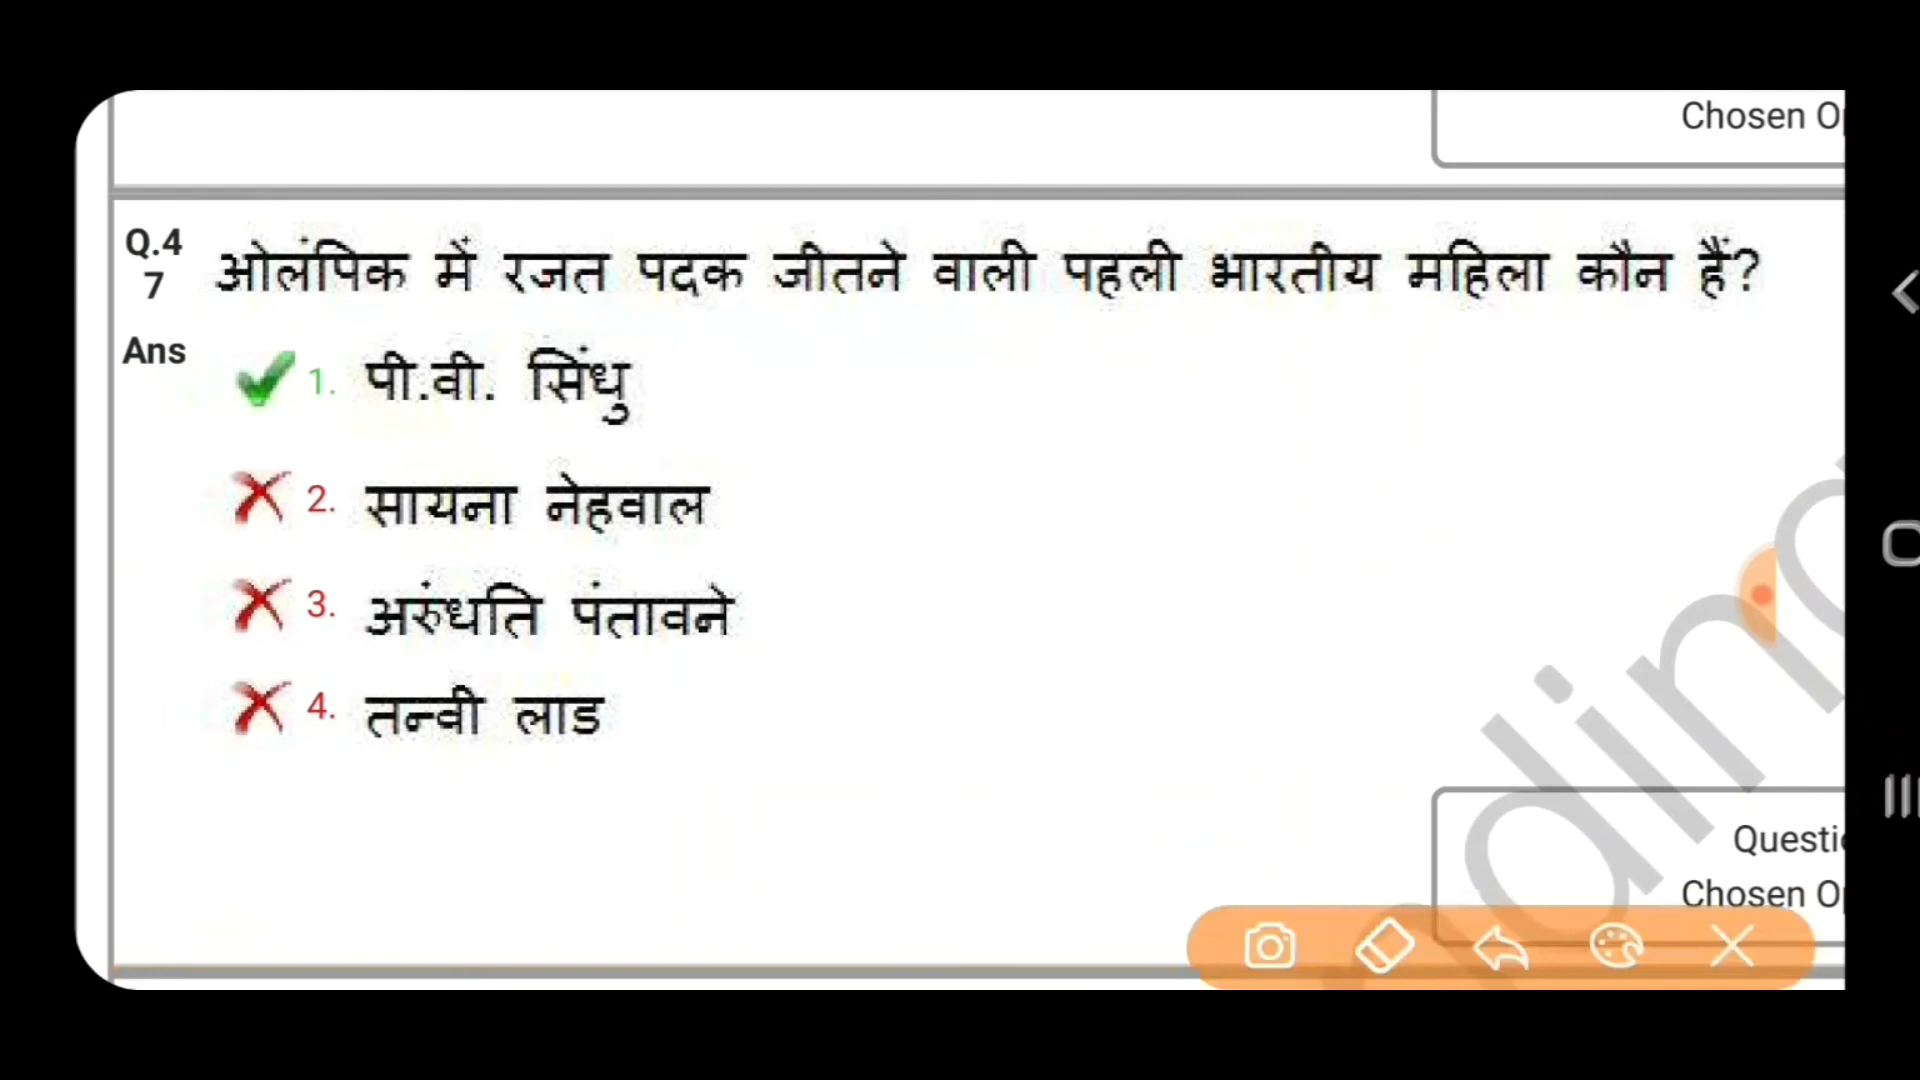 Chosen O
Q.4
7
ओलंपिक में रजत पदक जीतने वाली पहली भारतीय महिला कौन हैं?
Ans
1. पी.वी. सिंधु
2. सायना नेहवाल
3. अरुंधति पंतावने
4. तन्वी लाड
Questi
Chosen O